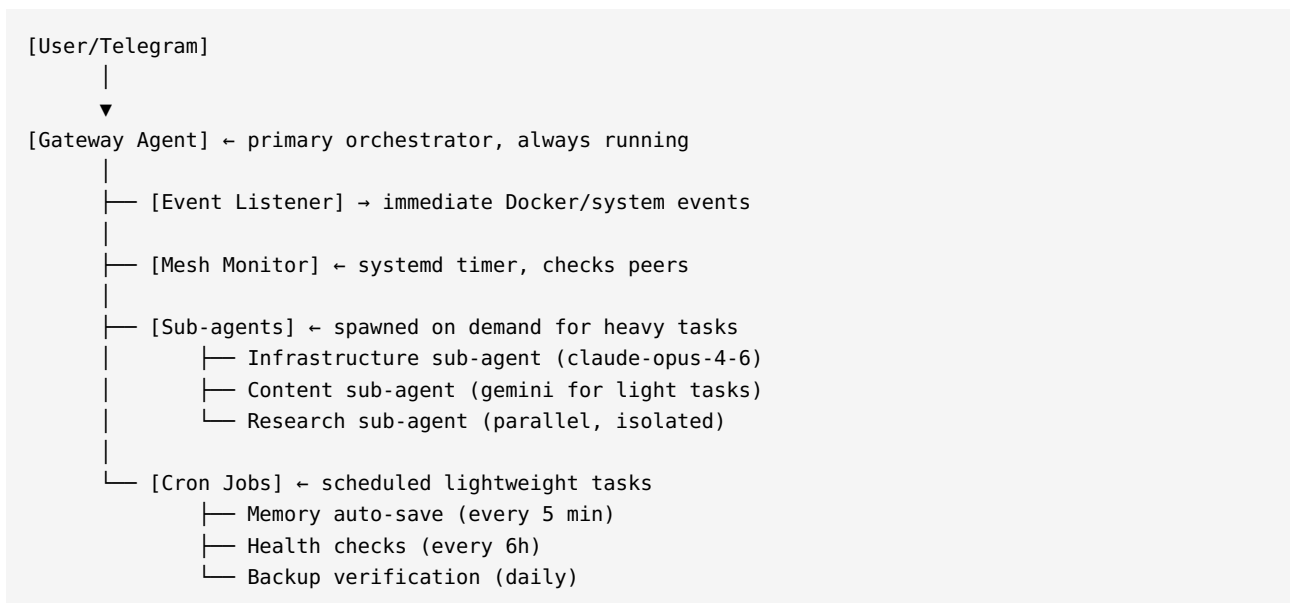 [User/Telegram]
│
▼
[Gateway Agent] ← primary orchestrator, always running
│
├── [Event Listener] → immediate Docker/system events
│
├── [Mesh Monitor] ← systemd timer, checks peers
│
├── [Sub-agents] ← spawned on demand for heavy tasks
│       ├── Infrastructure sub-agent (claude-opus-4-6)
│       ├── Content sub-agent (gemini for light tasks)
│       └── Research sub-agent (parallel, isolated)
│
└── [Cron Jobs] ← scheduled lightweight tasks
        ├── Memory auto-save (every 5 min)
        ├── Health checks (every 6h)
        └── Backup verification (daily)